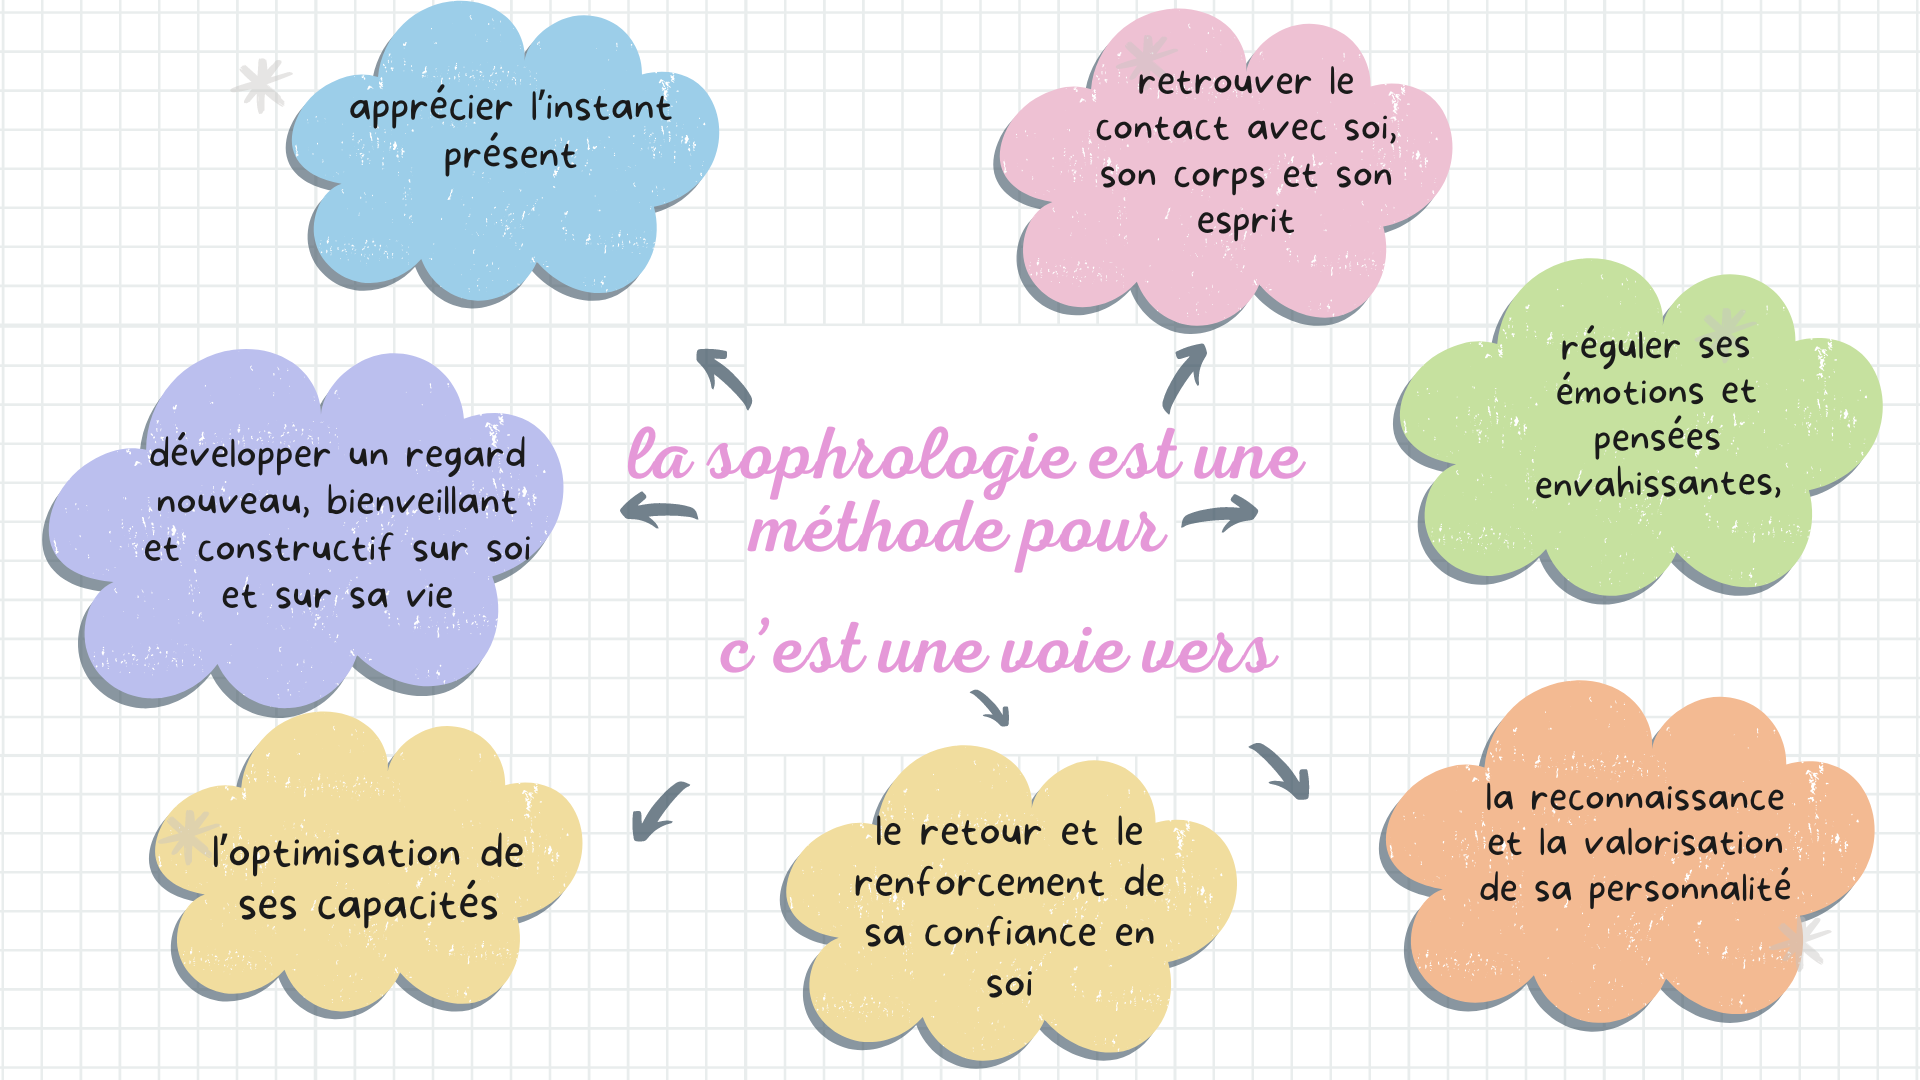 apprécier l'instant
présent
retrouver le
contact avec soi,
son corps et son
esprit
réguler ses
émotions et
pensées
envahissantes,
développer un regard
nouveau, bienveillant
et constructif sur soi
et sur sa vie
la sophrologie est une
méthode pour
c'est une voie vers
l'optimisation de
ses capacités
le retour et le
renforcement de
sa confiance en
soi
la reconnaissance
et la valorisation
de sa personnalité